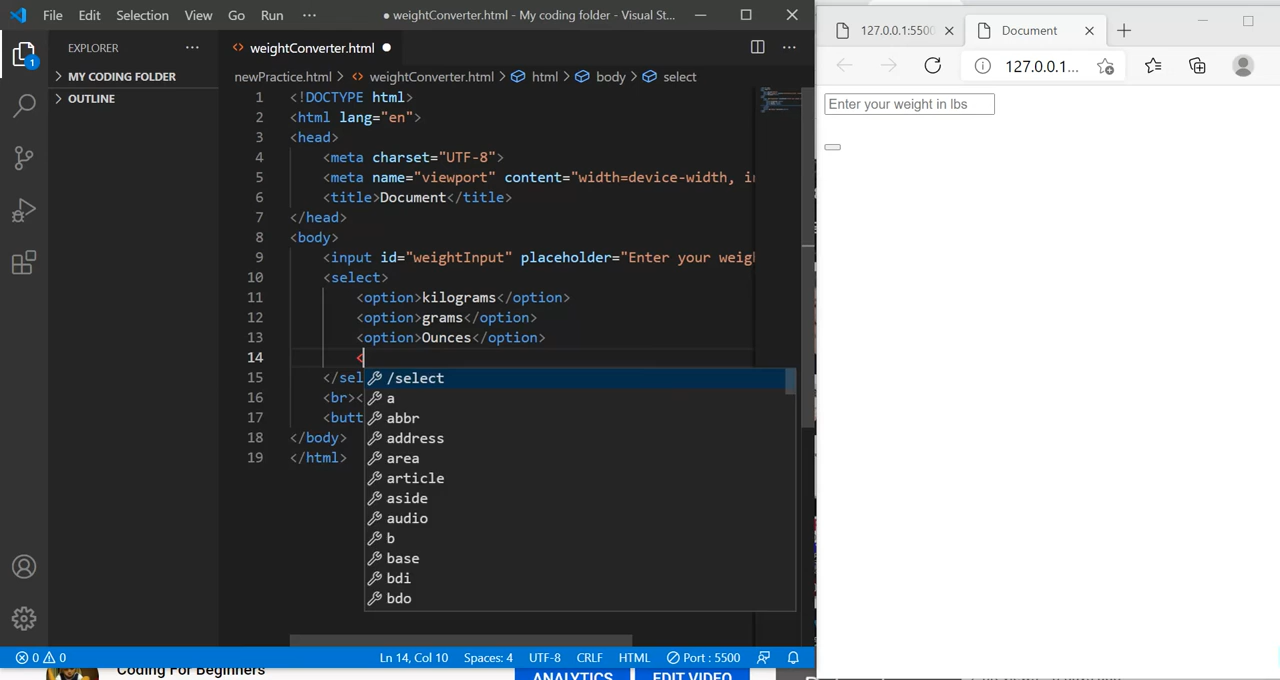 File Edit Selection View Go Run ··· ● weightConverter.html - My coding folder - Visual St...
EXPLORER ···
MY CODING FOLDER
OUTLINE
1
<> weightConverter.html ●
newPractice.html > <> weightConverter.html > html > body > select
1 <!DOCTYPE html>
2 <html lang="en">
3 <head>
4 <meta charset="UTF-8">
5 <meta name="viewport" content="width=device-width, in
6 <title>Document</title>
7 </head>
8 <body>
9 <input id="weightInput" placeholder="Enter your weigh
10 <select>
11 <option>kilograms</option>
12 <option>grams</option>
13 <option>Ounces</option>
14 <
15 </sel
16 <br><
17 <butt
18 </body>
19 </html>
/select
a
abbr
address
area
article
aside
audio
b
base
bdi
bdo
0 0 Ln 14, Col 10 Spaces: 4 UTF-8 CRLF HTML Port : 5500
Coding For Beginners
ANALYTICS EDIT VIDEO
127.0.0.1:5500 Document
127.0.0.1...
Enter your weight in lbs